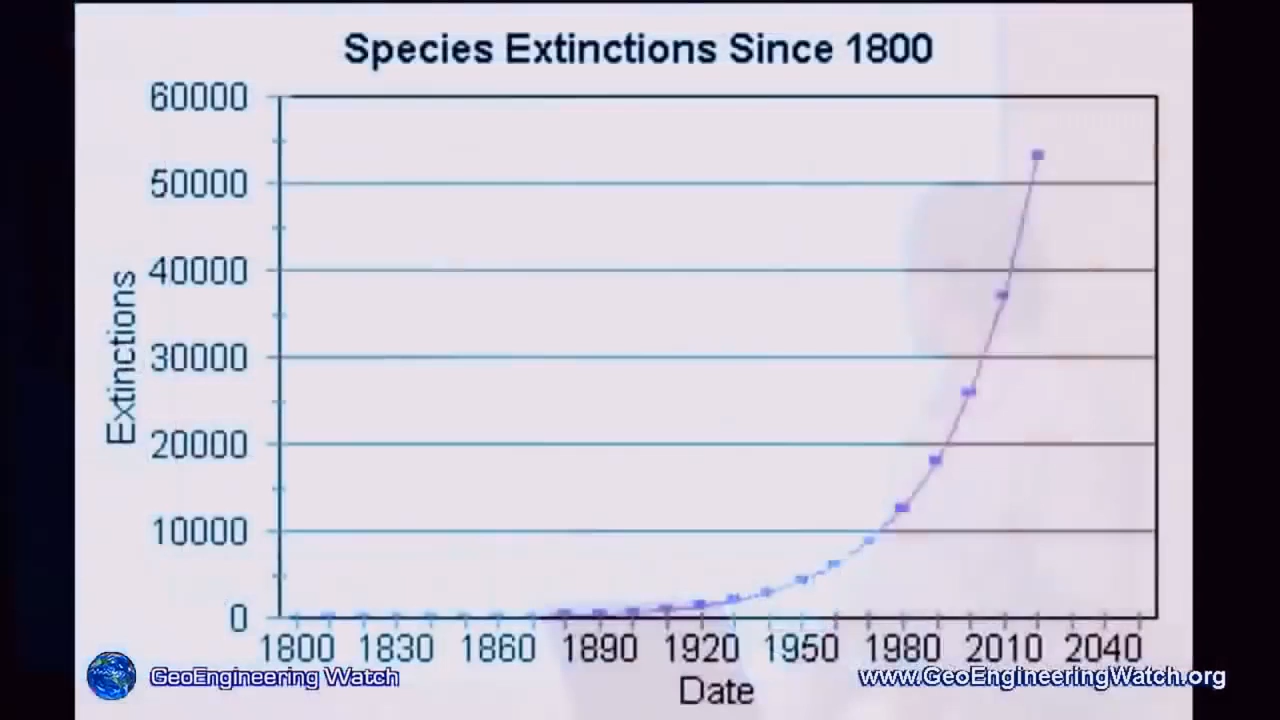 Species Extinctions Since 1800
60000
50000
40000
30000
20000
10000
0
Extinctions
1800 1830 1860 1890 1920 1950 1980 2010 2040
Date
GeoEngineering Watch
www.GeoEngineeringWatch.org